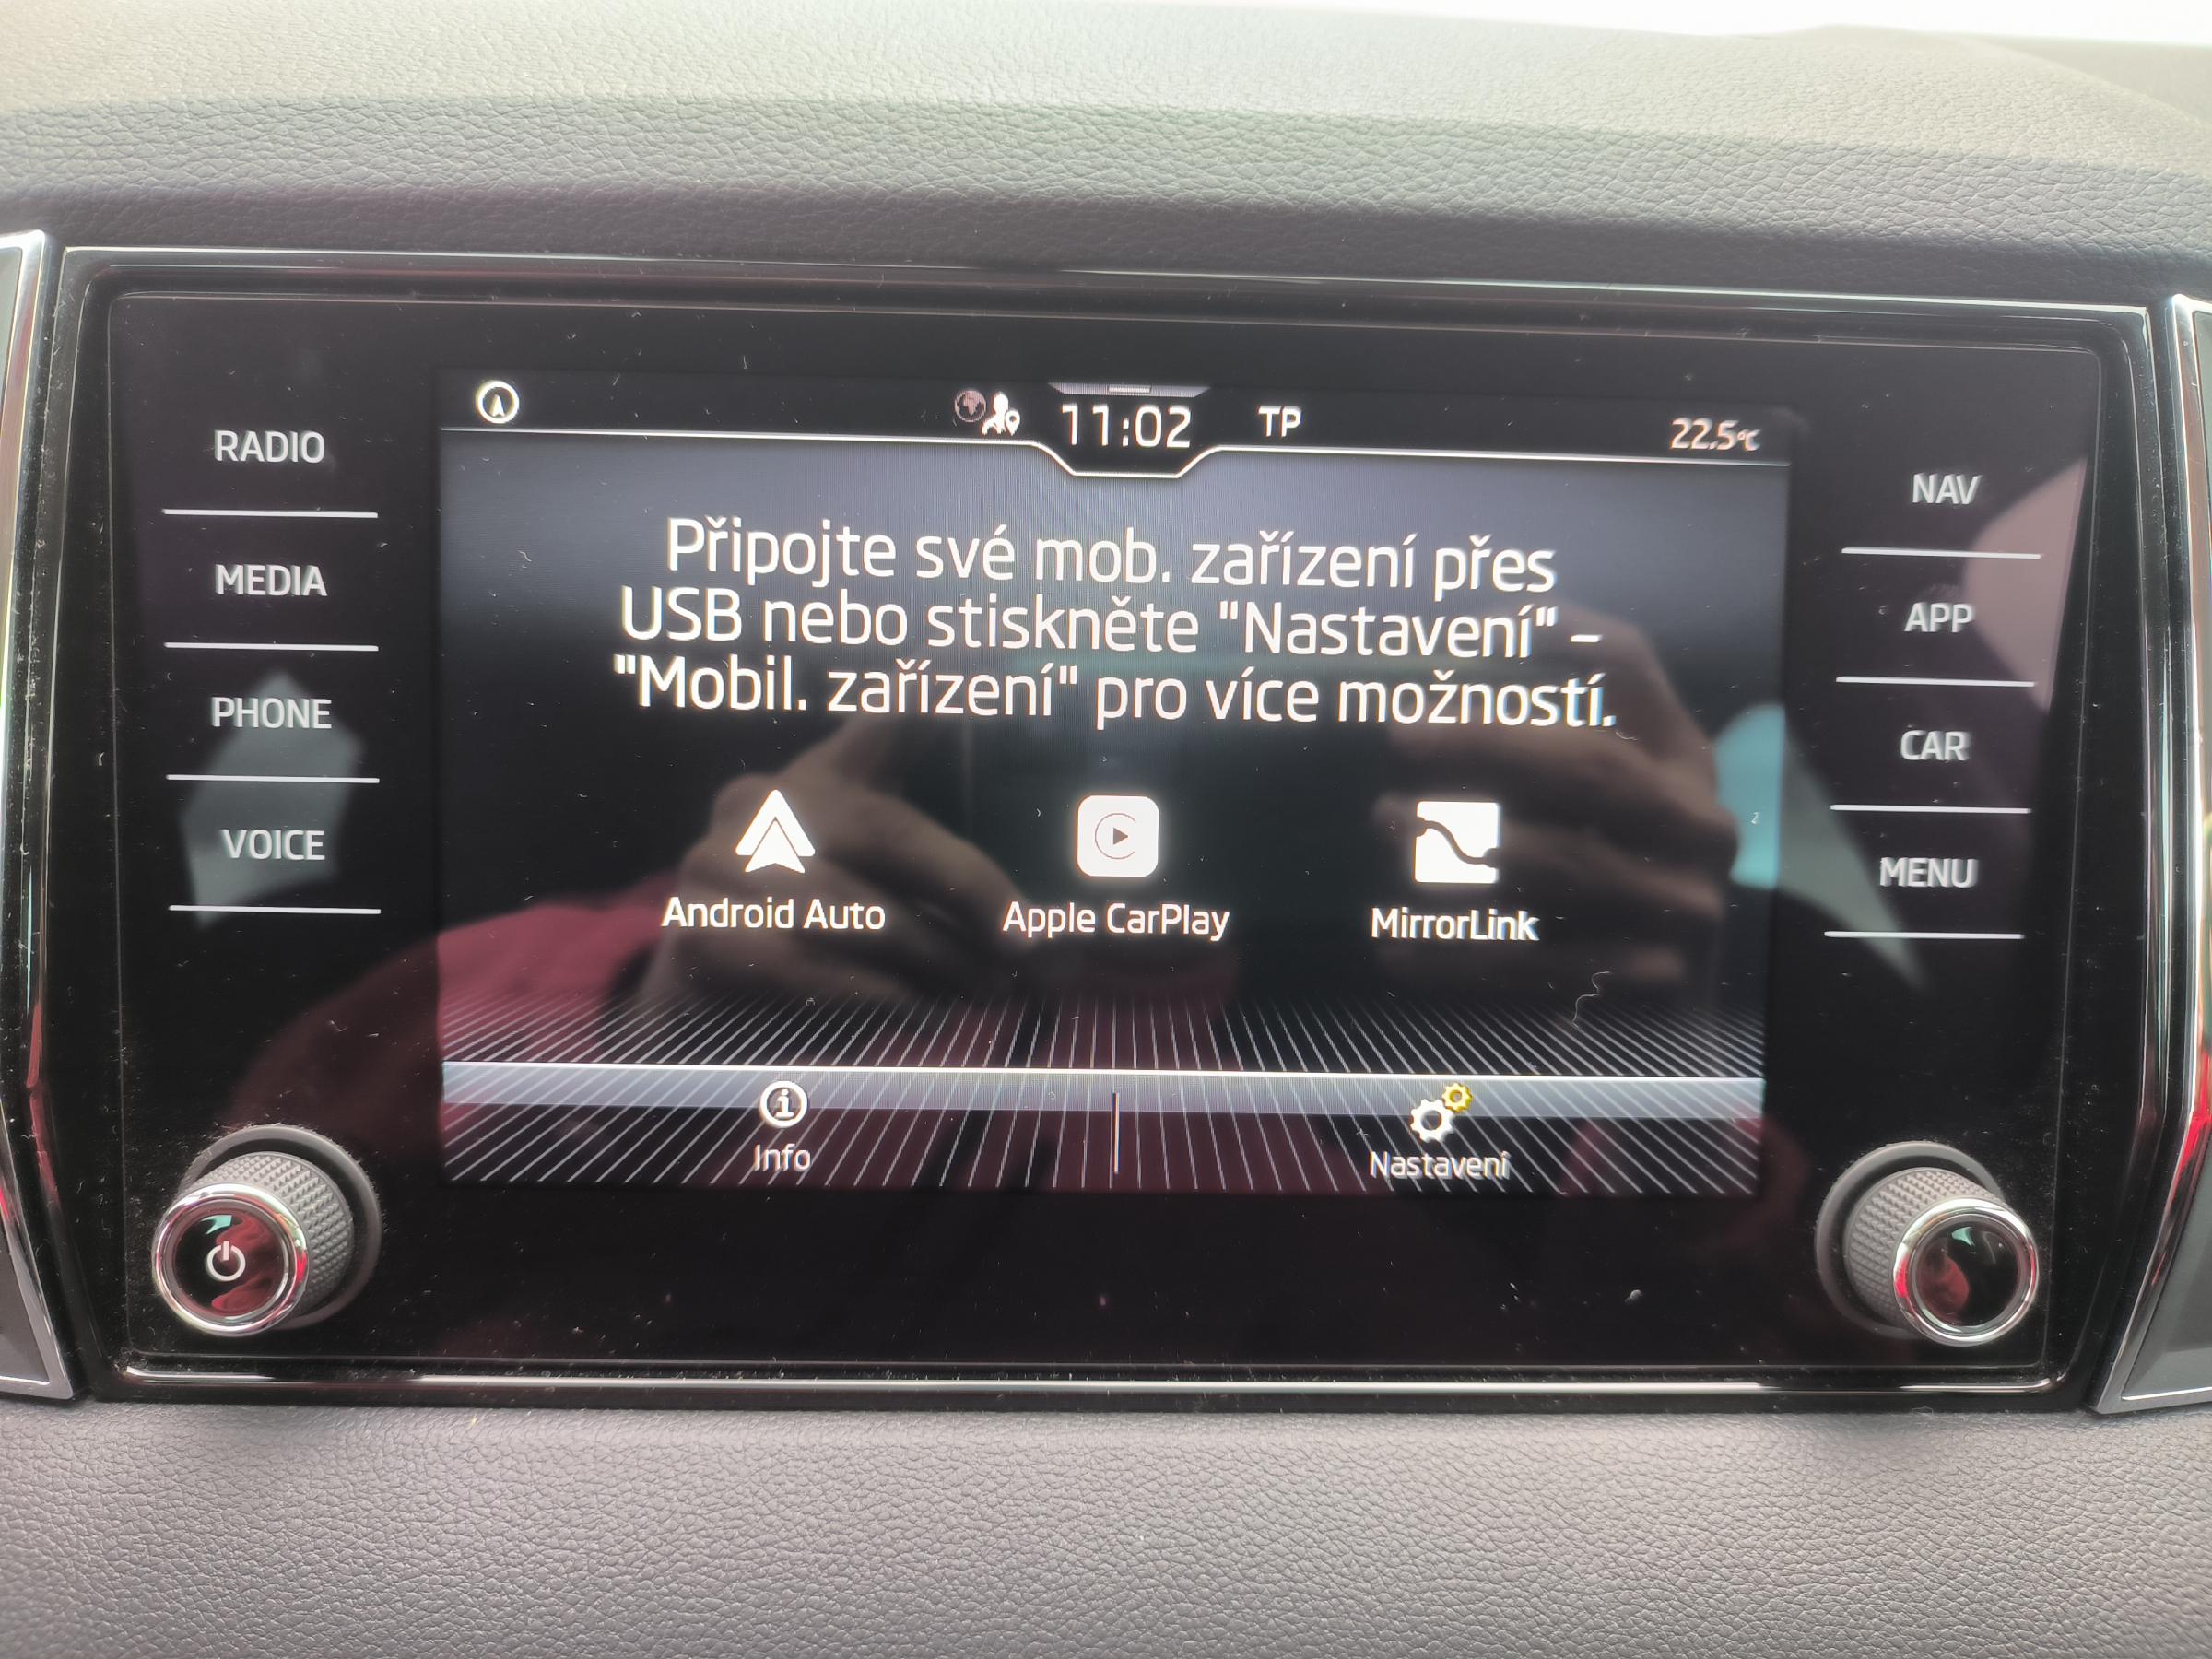 11:02
TP
22.5°C
RADIO
MEDIA
PHONE
VOICE
Připojte své mob. zařízení přes
USB nebo stiskněte "Nastavení" –
"Mobil. zařízení" pro více možností.
Android Auto
Apple CarPlay
MirrorLink
Info
Nastavení
NAV
APP
CAR
MENU